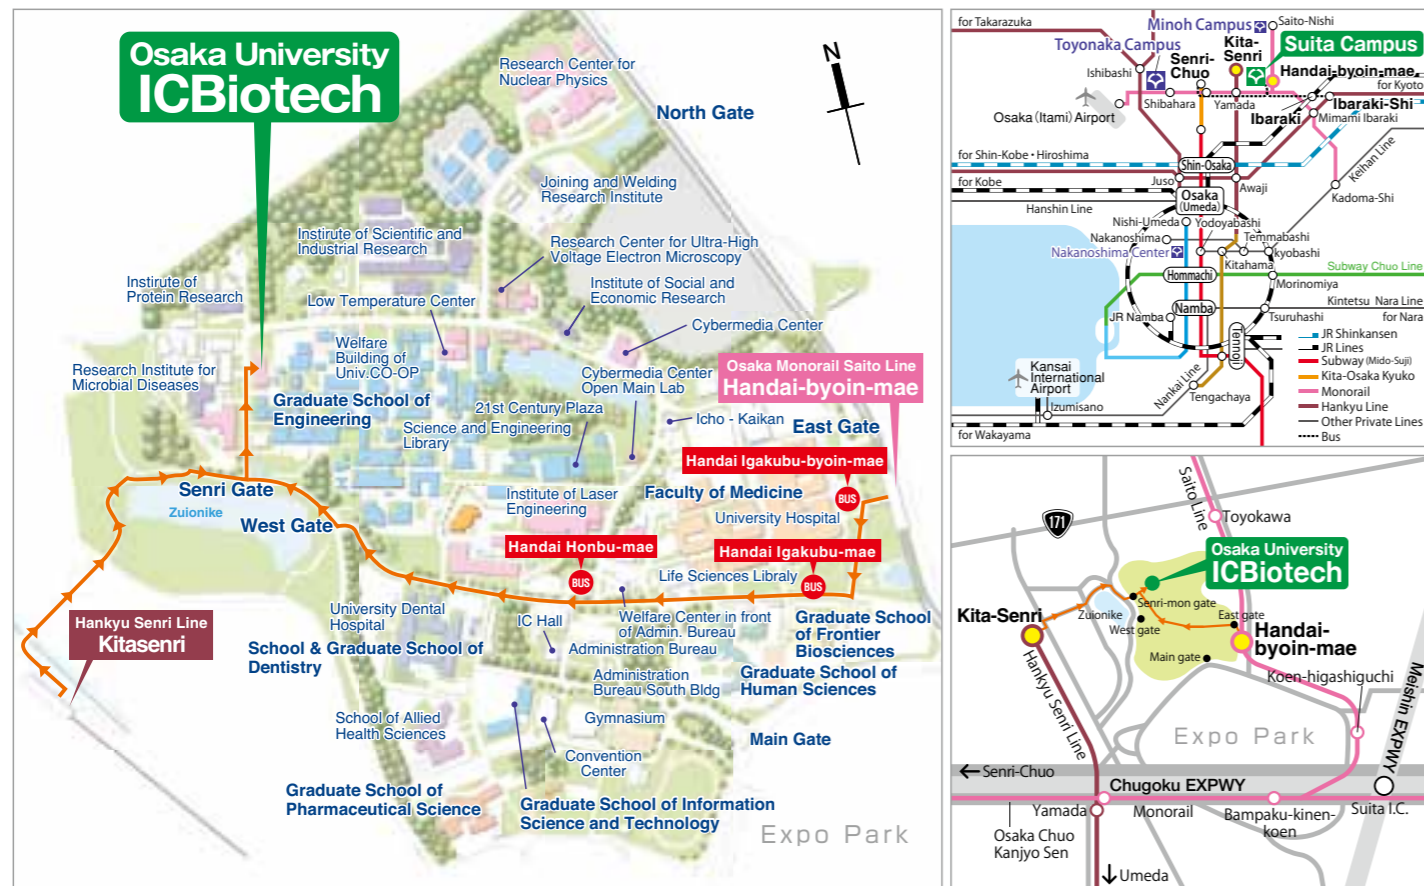 Osaka University
ICBiotech
N
Research Center for
Nuclear Physics
North Gate
Joining and Welding
Research Institute
Instirute of Scientific and
Industrial Research
Research Center for Ultra-High
Voltage Electron Microscopy
Instirute of
Protein Research
Low Temperature Center
Institute of Social and
Economic Research
Cybermedia Center
Welfare
Building of
Univ.CO-OP
Research Institute for
Microbial Diseases
Cybermedia Center
Open Main Lab
Osaka Monorail Saito Line
Handai-byoin-mae
Graduate School of
Engineering
21st Century Plaza
Science and Engineering
Library
Icho - Kaikan
East Gate
Handai Igakubu-byoin-mae
BUS
Senri Gate
Zuionike
West Gate
Institute of Laser
Engineering
Faculty of Medicine
University Hospital
Handai Honbu-mae
BUS
Handai Igakubu-mae
BUS
Life Sciences Libraly
Hankyu Senri Line
Kitasenri
University Dental
Hospital
School & Graduate School of
Dentistry
IC Hall
Welfare Center in front
of Admin. Bureau
Administration Bureau
Graduate School
of Frontier
Biosciences
Administration
Bureau South Bldg
Graduate School of
Human Sciences
School of Allied
Health Sciences
Gymnasium
Main Gate
Convention
Center
Graduate School of
Pharmaceutical Science
Graduate School of Information
Science and Technology
Expo Park
for Takarazuka
Minoh Campus
Saito-Nishi
Toyonaka Campus
Kita-
Senri
Suita Campus
Senri-
Chuo
Ishibashi
Handai-byoin-mae
for Kyoto
Shibahara
Yamada
Ibaraki-Shi
Osaka (Itami) Airport
Ibaraki
Mimami Ibaraki
for Shin-Kobe・Hiroshima
Shin-Osaka
Keihan Line
for Kobe
Juso
Awaji
Kadoma-Shi
Hanshin Line
Osaka
(Umeda)
Nishi-Umeda
Yodoyabashi
Nakanoshima
Temmabashi
Nakanoshima Center
Kitahama
kyobashi
Hommachi
Subway Chuo Line
Morinomiya
Namba
Kintetsu Nara Line
JR Namba
Tsuruhashi
for Nara
Tennoji
Kansai
International
Airport
Nankai Line
Tengachaya
Izumisano
for Wakayama
JR Shinkansen
JR Lines
Subway (Mido-Suji)
Kita-Osaka Kyuko
Monorail
Hankyu Line
Other Private Lines
Bus
Saito Line
171
Toyokawa
Osaka University
ICBiotech
Kita-Senri
Zuionike
Senri-mon gate
West gate
East gate
Handai-
byoin-mae
Main gate
Koen-higashiguchi
Hankyu Senri Line
Meishin EXPWY
Expo Park
Senri-Chuo
Chugoku EXPWY
Yamada
Monorail
Bampaku-kinen-
koen
Suita I.C.
Osaka Chuo
Kanjyo Sen
Umeda